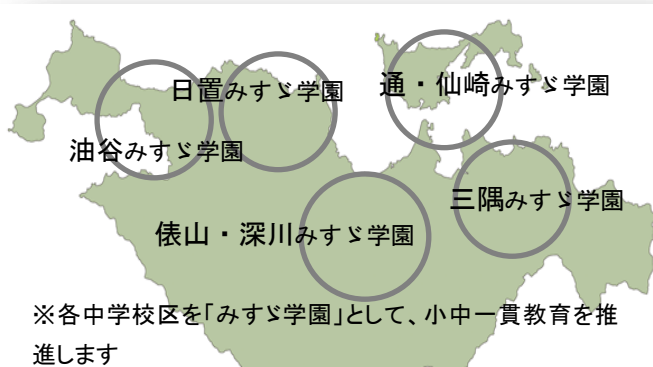 日置みすゞ学園
通・仙崎みすゞ学園
油谷みすゞ学園
三隅みすゞ学園
俵山・深川みすゞ学園
※各中学校区を「みすゞ学園」として、小中一貫教育を推
進します